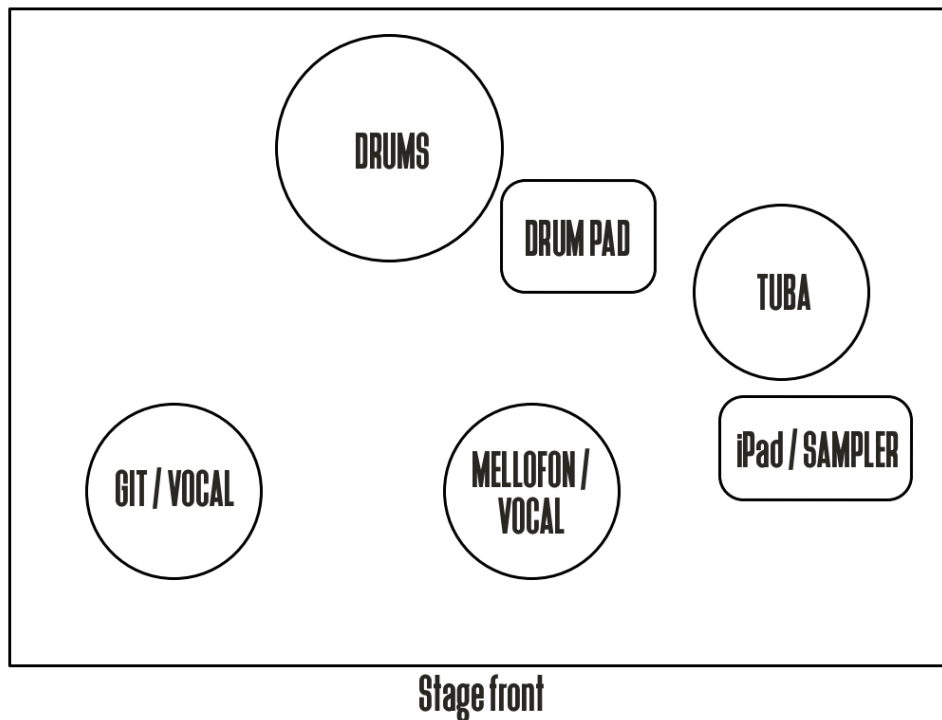 DRUMS
DRUM PAD
TUBA
GIT / VOCAL
MELLOFON /
VOCAL
iPad / SAMPLER
Stage front